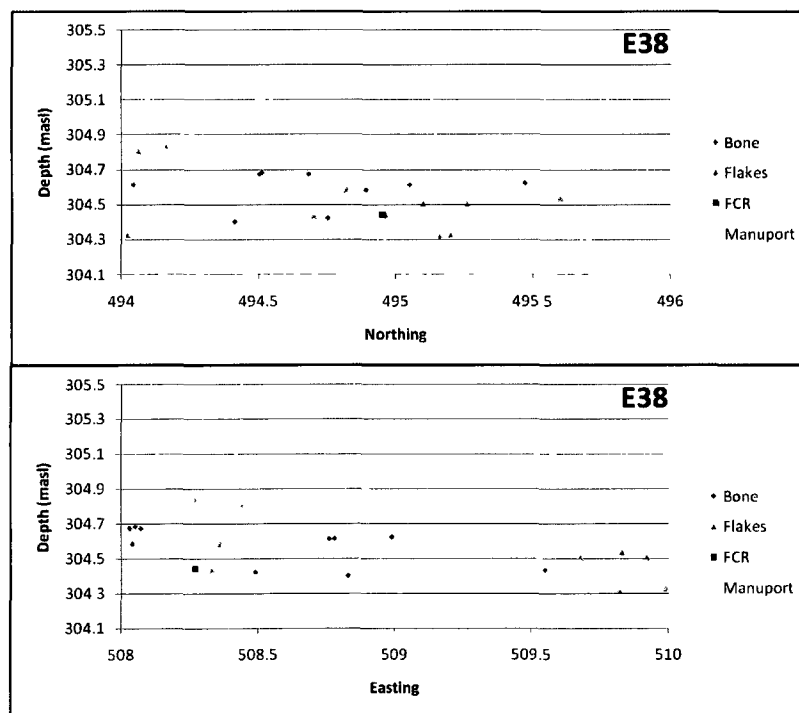 E38
305.5
305.3
305.1
304.9
304.7
304.5
304.3
304.1
Depth (masl)
494
494.5
495
495 5
496
Northing
Bone
Flakes
FCR
Manuport
E38
305.5
305.3
305.1
304.9
304.7
304.5
304.3
304.1
Depth (masl)
508
508.5
509
509.5
510
Easting
Bone
Flakes
FCR
Manuport